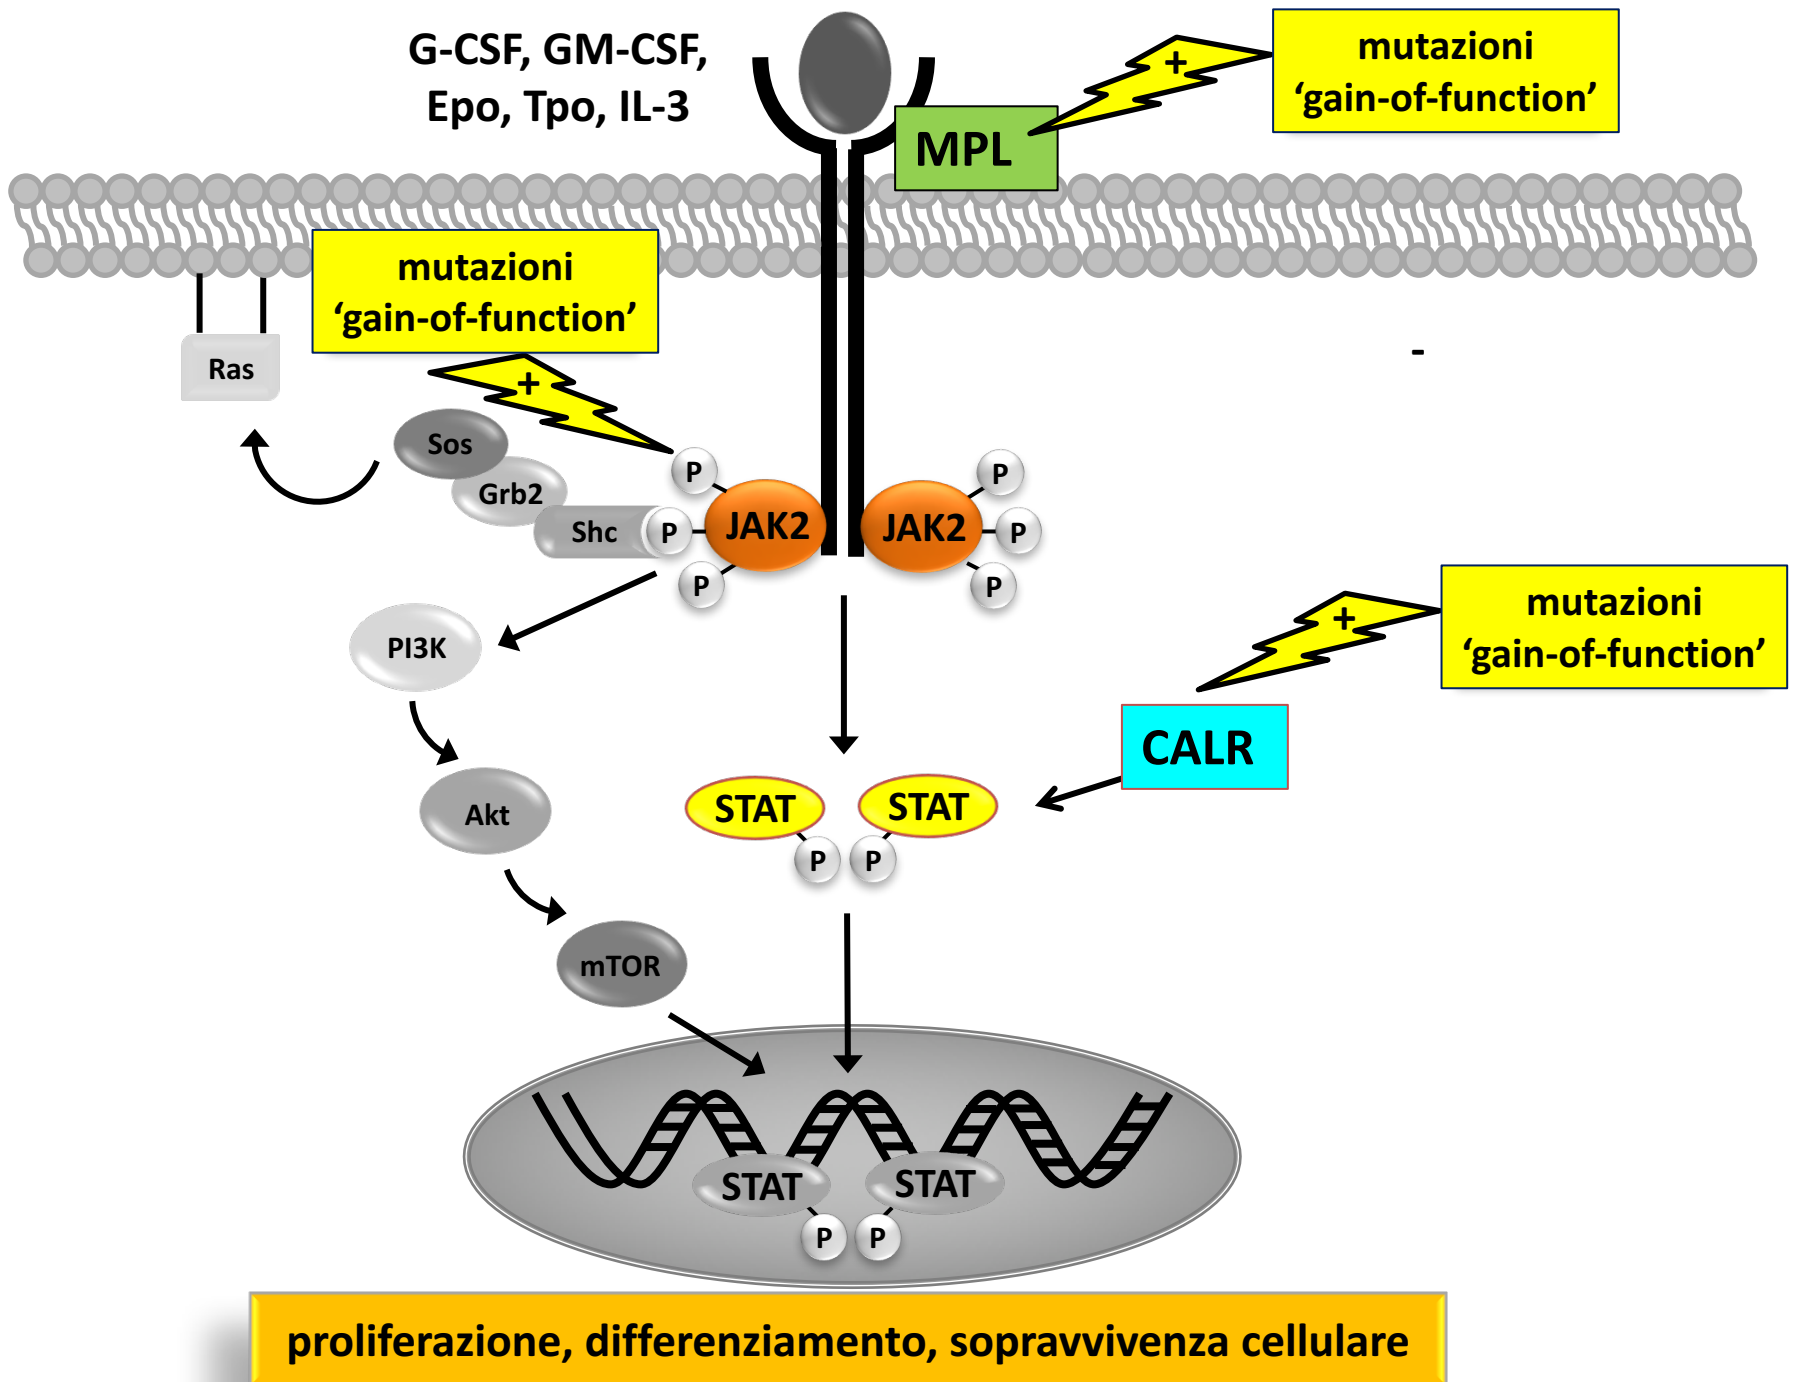 G-CSF, GM-CSF,
Epo, Tpo, IL-3
mutazioni
‘gain-of-function’
+
MPL
mutazioni
‘gain-of-function’
+
-
Ras
Sos
Grb2
Shc
P
P
P
JAK2
JAK2
P
P
P
mutazioni
‘gain-of-function’
+
CALR
PI3K
Akt
mTOR
STAT
STAT
P
P
STAT
STAT
P
P
proliferazione, differenziamento, sopravvivenza cellulare